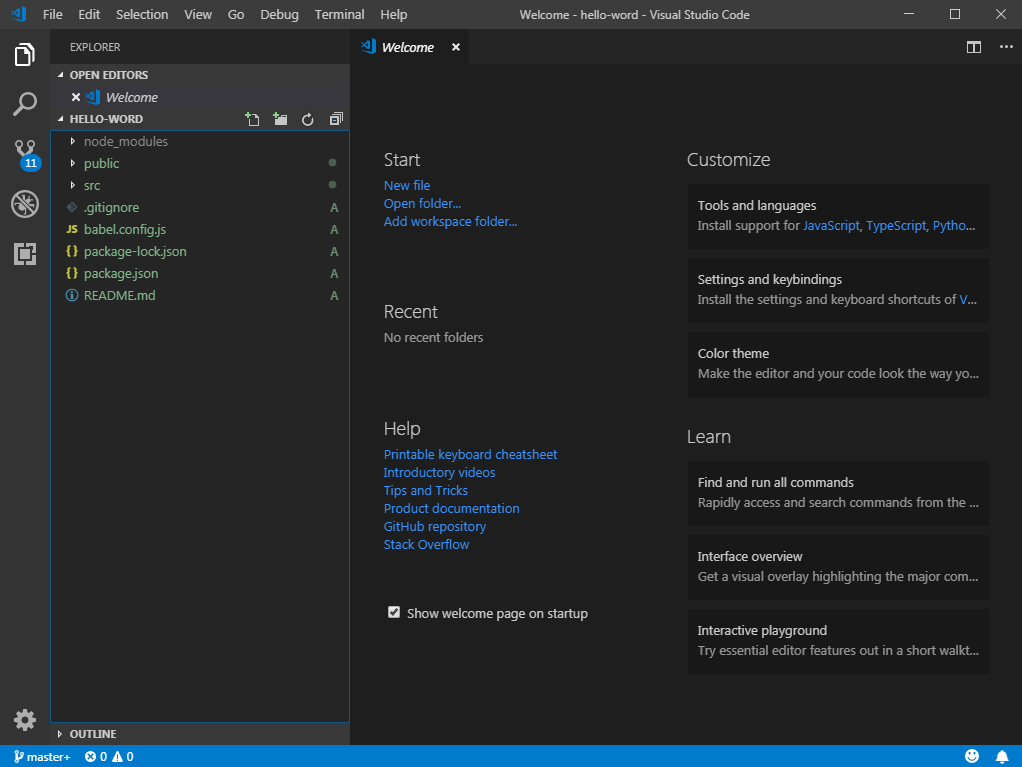 File Edit Selection View Go Debug Terminal Help Welcome - hello-word - Visual Studio Code
EXPLORER
OPEN EDITORS
Welcome
HELLO-WORD
node_modules
public
src
.gitignore A
JS babel.config.js A
{} package-lock.json A
{} package.json A
README.md A
OUTLINE
11
Welcome
Start
New file
Open folder...
Add workspace folder...
Recent
No recent folders
Help
Printable keyboard cheatsheet
Introductory videos
Tips and Tricks
Product documentation
GitHub repository
Stack Overflow
Show welcome page on startup
Customize
Tools and languages
Install support for JavaScript, TypeScript, Pytho...
Settings and keybindings
Install the settings and keyboard shortcuts of V...
Color theme
Make the editor and your code look the way yo...
Learn
Find and run all commands
Rapidly access and search commands from the ...
Interface overview
Get a visual overlay highlighting the major com...
Interactive playground
Try essential editor features out in a short walkt...
master+ 0 0